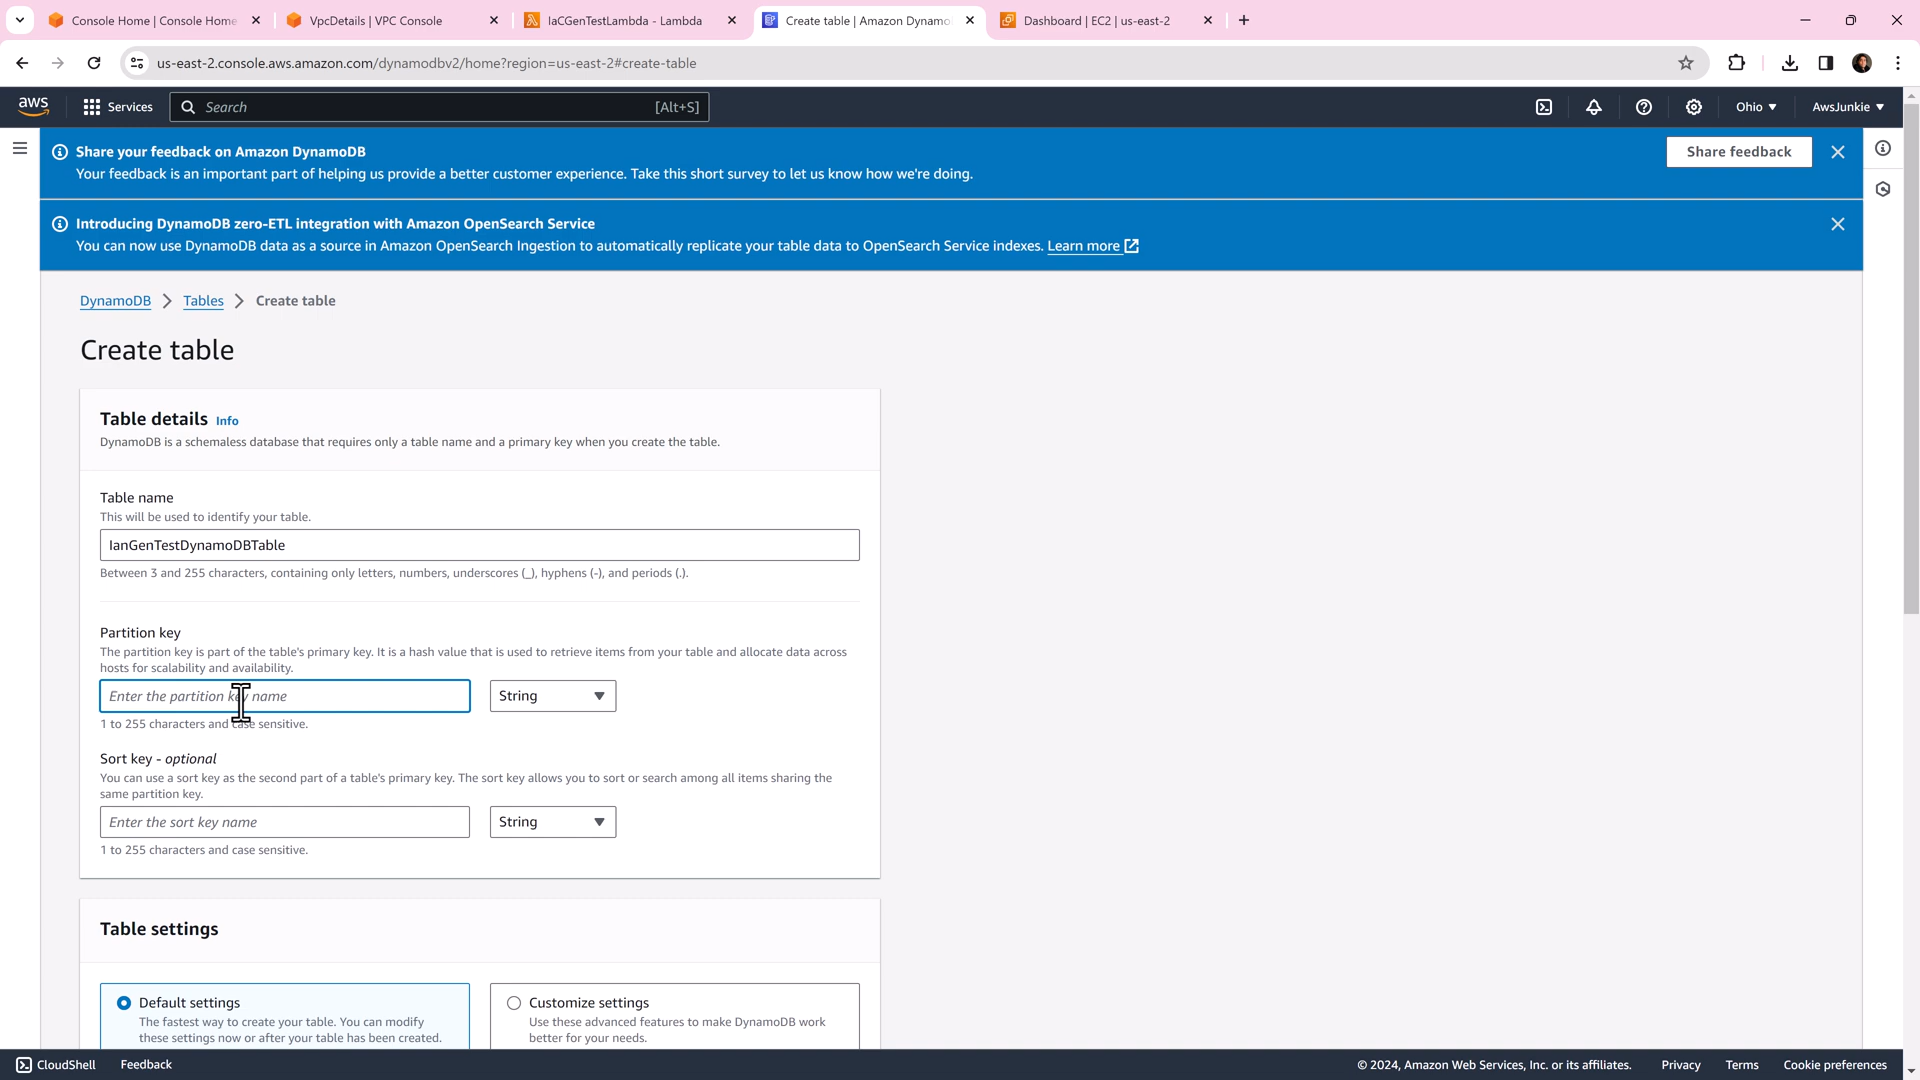 Console Home | Console Home
VpcDetails | VPC Console
IaCGenTestLambda - Lambda
Create table | Amazon Dynamo
Dashboard | EC2 | us-east-2
us-east-2.console.aws.amazon.com/dynamodbv2/home?region=us-east-2#create-table
aws
Services
Search
[Alt+S]
Ohio
AwsJunkie
Share your feedback on Amazon DynamoDB
Your feedback is an important part of helping us provide a better customer experience. Take this short survey to let us know how we're doing.
Share feedback
Introducing DynamoDB zero-ETL integration with Amazon OpenSearch Service
You can now use DynamoDB data as a source in Amazon OpenSearch Ingestion to automatically replicate your table data to OpenSearch Service indexes. Learn more
DynamoDB > Tables > Create table
Create table
Table details Info
DynamoDB is a schemaless database that requires only a table name and a primary key when you create the table.
Table name
This will be used to identify your table.
IanGenTestDynamoDBTable
Between 3 and 255 characters, containing only letters, numbers, underscores (_), hyphens (-), and periods (.).
Partition key
The partition key is part of the table's primary key. It is a hash value that is used to retrieve items from your table and allocate data across
hosts for scalability and availability.
Enter the partition key name
String
1 to 255 characters and case sensitive.
Sort key - optional
You can use a sort key as the second part of a table's primary key. The sort key allows you to sort or search among all items sharing the
same partition key.
Enter the sort key name
String
1 to 255 characters and case sensitive.
Table settings
Default settings
The fastest way to create your table. You can modify
these settings now or after your table has been created.
Customize settings
Use these advanced features to make DynamoDB work
better for your needs.
CloudShell
Feedback
© 2024, Amazon Web Services, Inc. or its affiliates.
Privacy
Terms
Cookie preferences